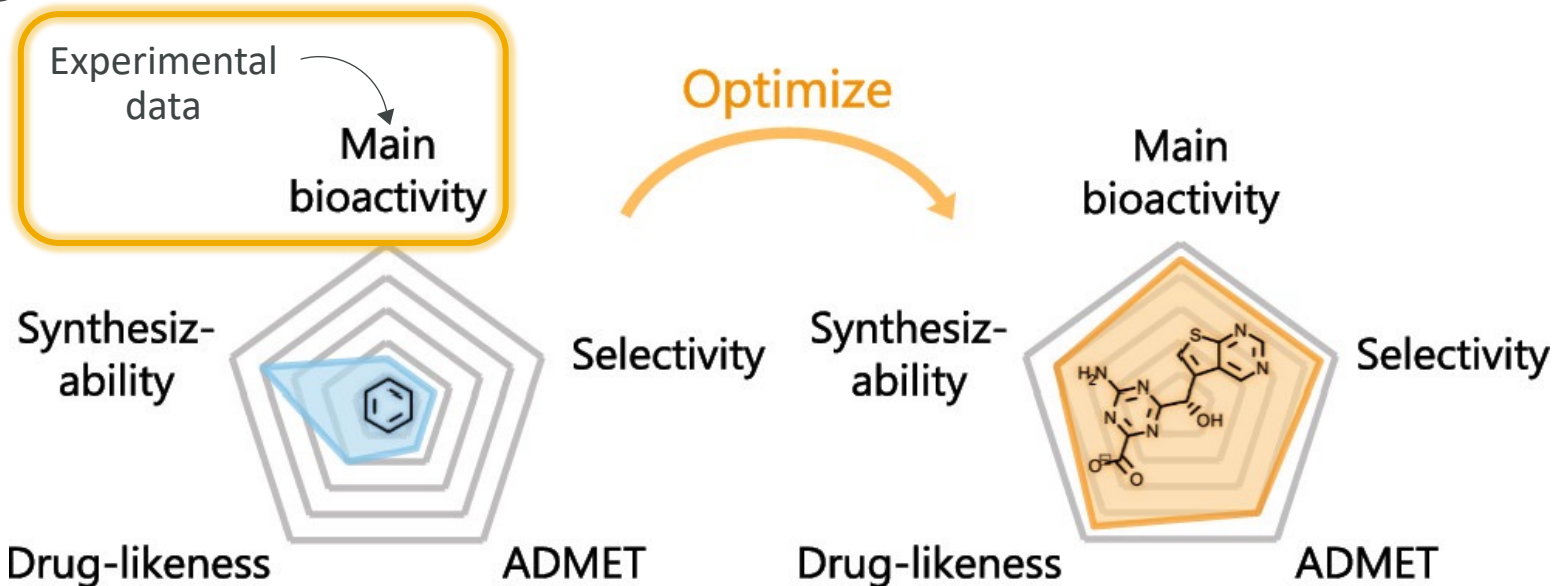 Experimental
data
Optimize
Main
bioactivity
Synthesiz-
ability
Selectivity
Drug-likeness
ADMET
Main
bioactivity
Synthesiz-
ability
Selectivity
Drug-likeness
ADMET
S
N
N
H₂N
N
N
N
OH
O
O